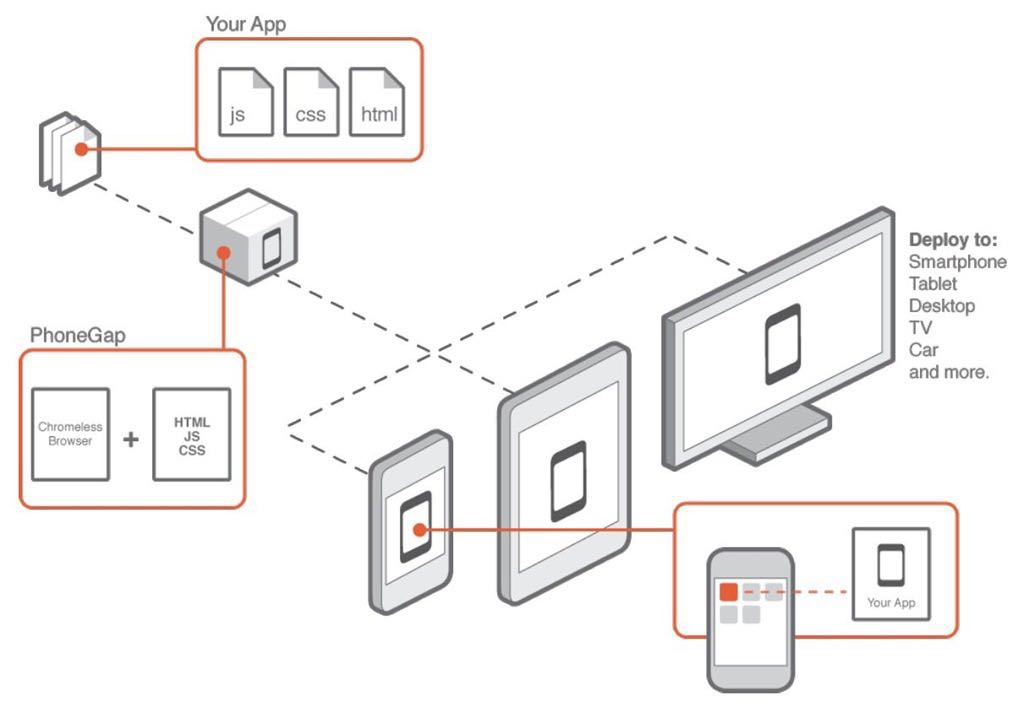 Your App
js
css
html
PhoneGap
Chromeless
Browser
+
HTML
JS
CSS
Deploy to:
Smartphone
Tablet
Desktop
TV
Car
and more.
Your App